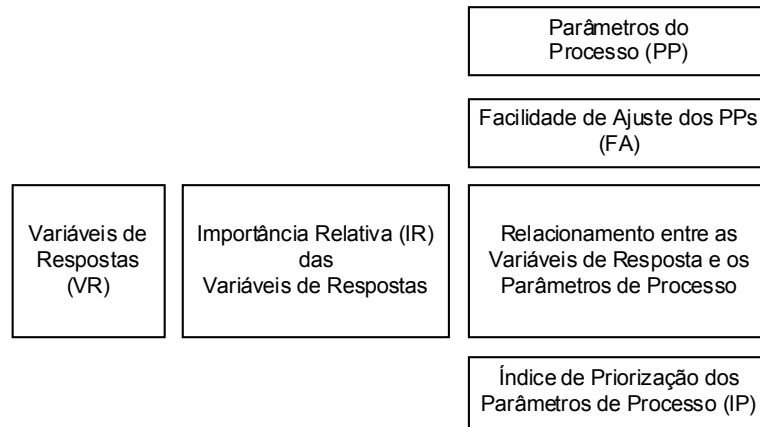 Parâmetros do
Processo (PP)
Facilidade de Ajuste dos PPs
(FA)
Variáveis de
Respostas
(VR)
Importância Relativa (IR)
das
Variáveis de Respostas
Relacionamento entre as
Variáveis de Resposta e os
Parâmetros de Processo
Índice de Priorização dos
Parâmetros de Processo (IP)